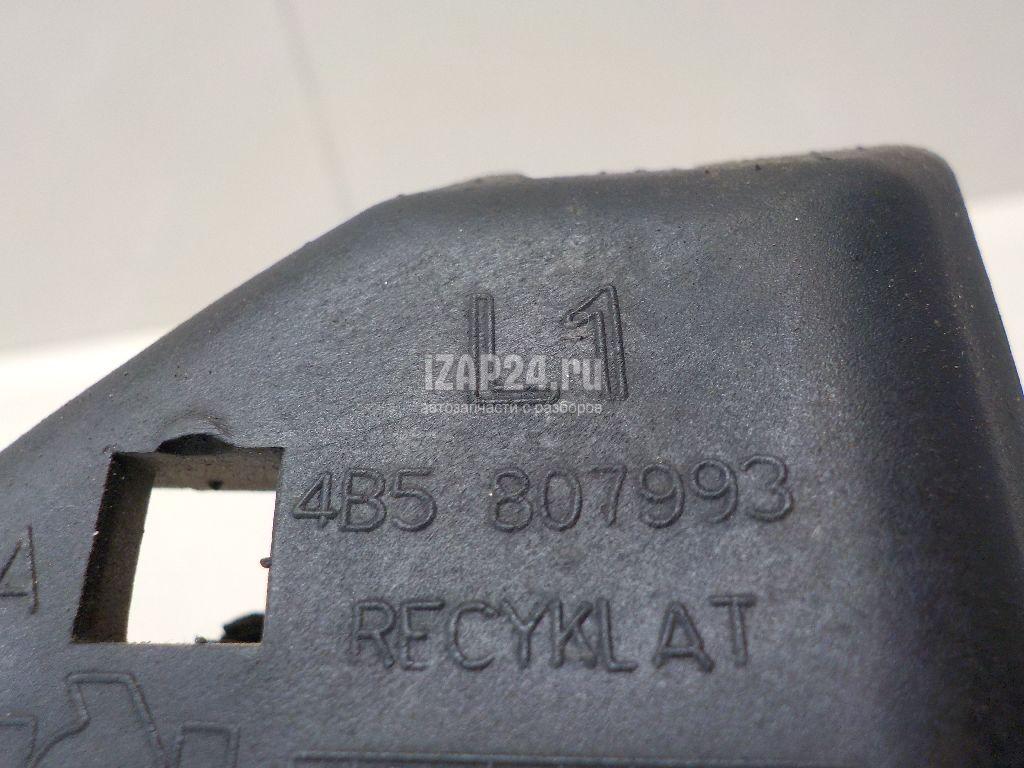 L1
iZAP24.ru
автозапчасти с разборов
4B5 807993
A
RECYKLAT